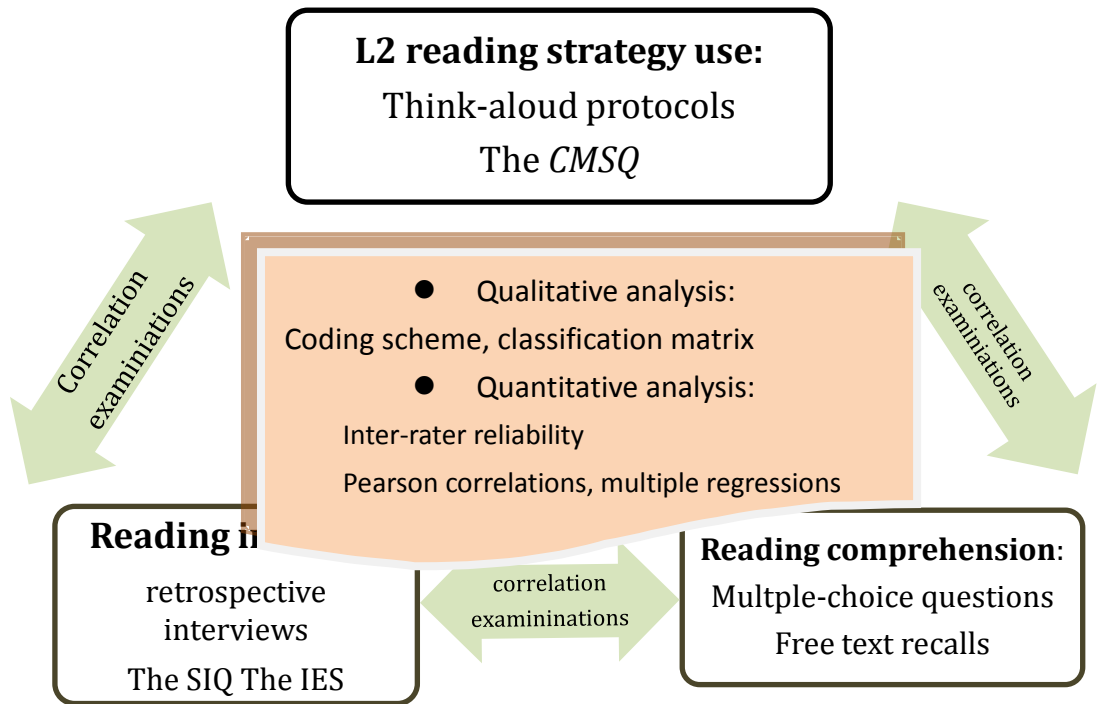 L2 reading strategy use:
Think-aloud protocols
The CMSQ
Correlation
examiniations
correlation
examiniations
● Qualitative analysis:
Coding scheme, classification matrix
● Quantitative analysis:
Inter-rater reliability
Pearson correlations, multiple regressions
Reading
retrospective
interviews
The SIQ The IES
correlation
examininations
Reading comprehension:
Multple-choice questions
Free text recalls